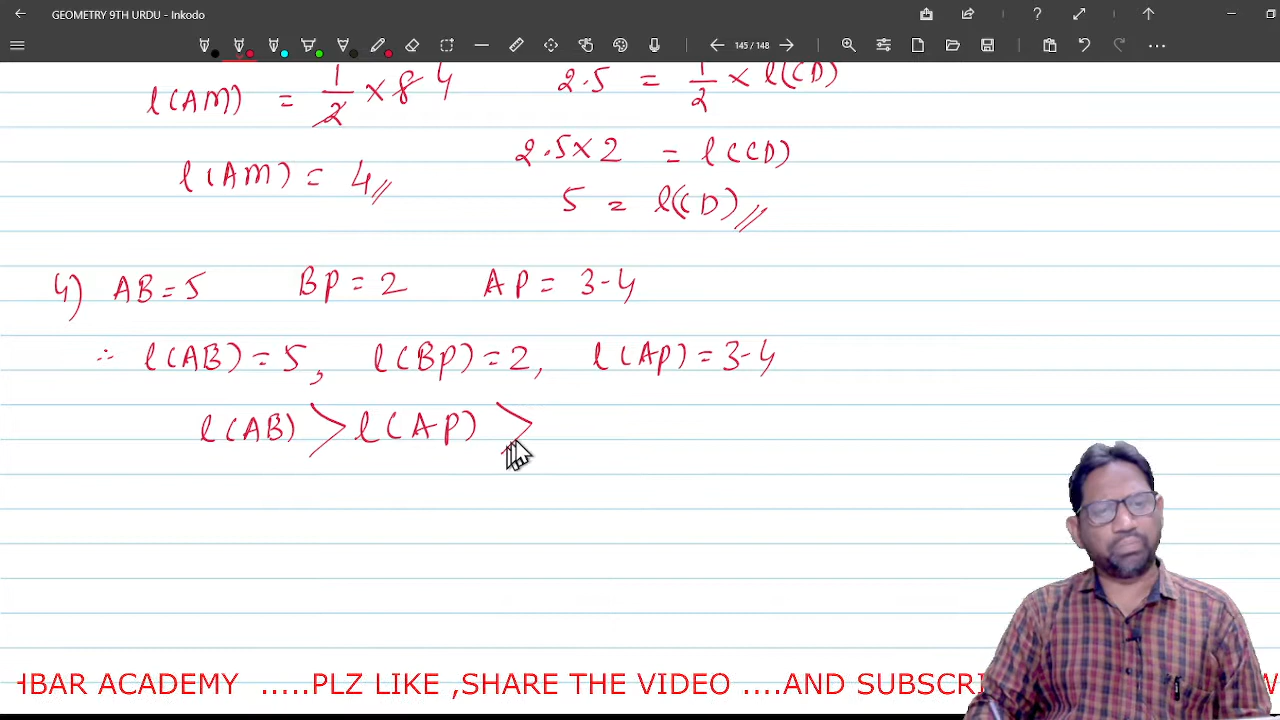 GEOMETRY 9TH URDU - Inkodo
145 / 148
l(AM) = 1/2 × 8 4
2.5 = 1/2 × l(CD)
l(AM) = 4//
2.5×2 = l(CD)
5 = l(CD)//
4) AB=5 BP=2 AP= 3-4
∴ l(AB)=5, l(BP)=2, l(AP)=3-4
l(AB) > l(AP) >
HBAR ACADEMY .....PLZ LIKE ,SHARE THE VIDEO ....AND SUBSCRI